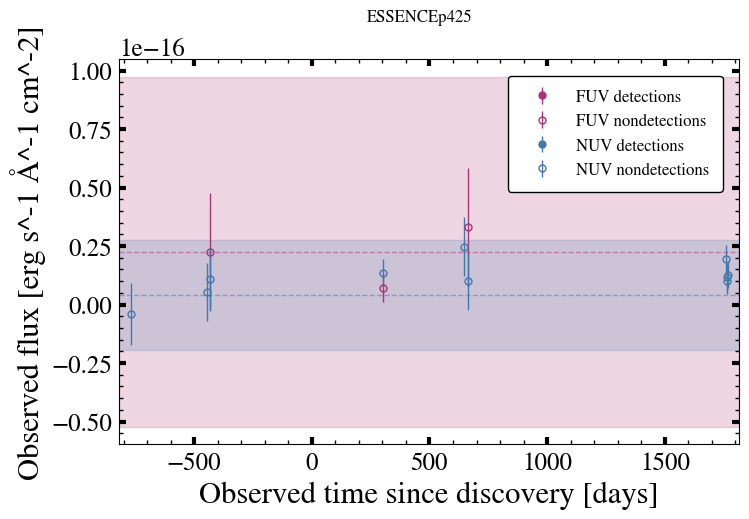 ESSENCEp425
1e−16
1.00
0.75
0.50
0.25
0.00
−0.25
−0.50
Observed flux [erg s^-1 Å^-1 cm^-2]
FUV detections
FUV nondetections
NUV detections
NUV nondetections
−500
0
500
1000
1500
Observed time since discovery [days]